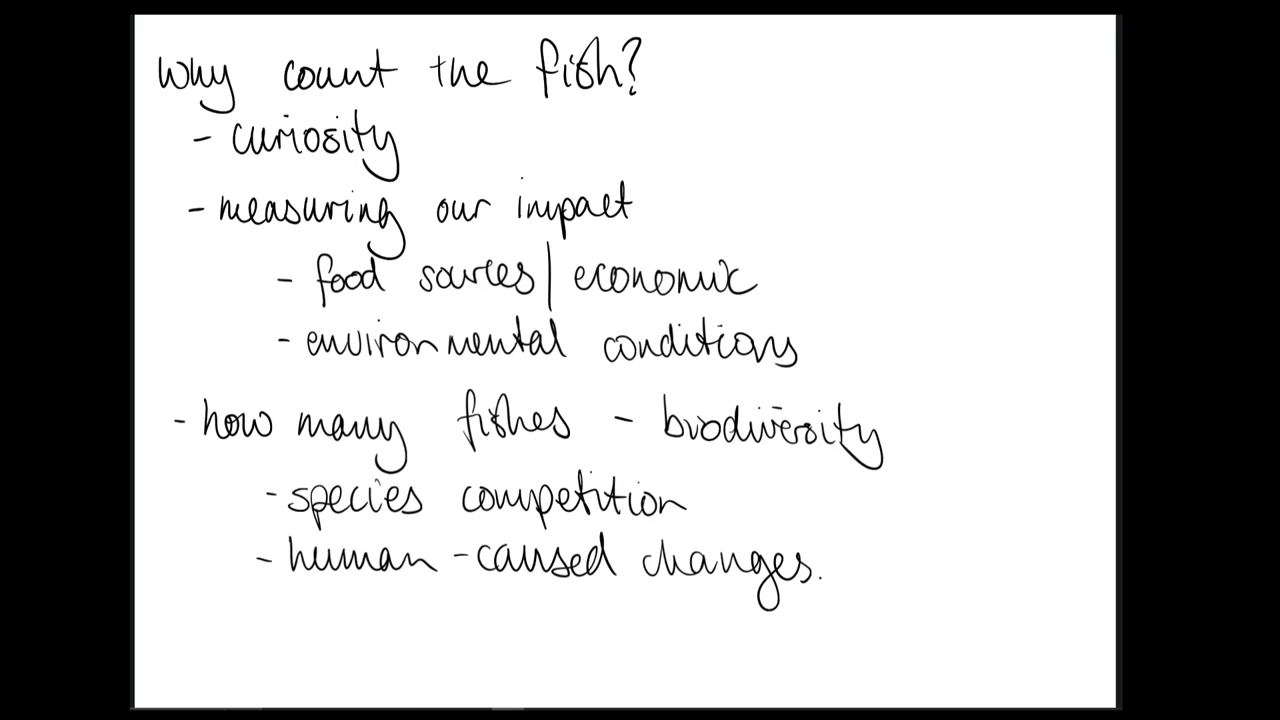 Why count the fish?
- curiosity
- measuring our impact
- food sources | economic
- environmental conditions
- how many fishes - biodiversity
- species competition
- human-caused changes.